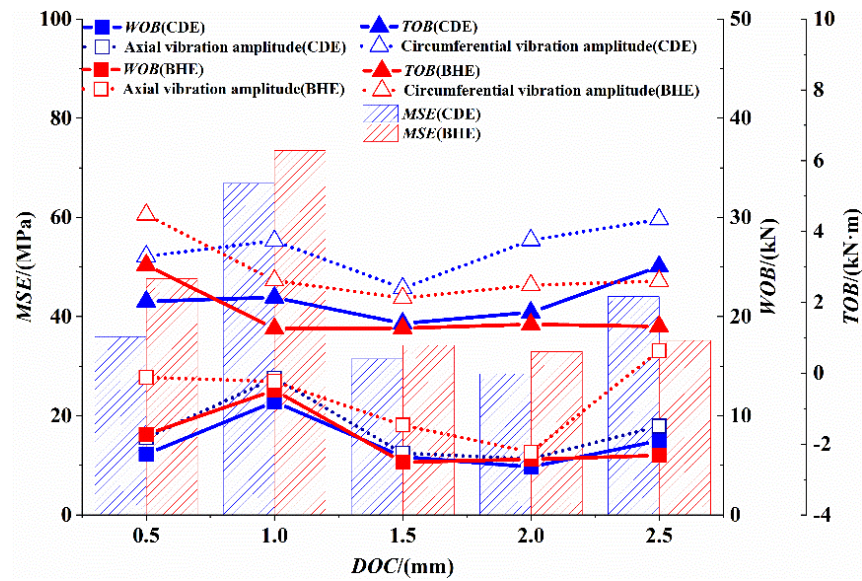 WOB(CDE) TOB(CDE)
Axial vibration amplitude(CDE) Circumferential vibration amplitude(CDE)
WOB(BHE) TOB(BHE)
Axial vibration amplitude(BHE) Circumferential vibration amplitude(BHE)
MSE(CDE)
MSE(BHE)
MSE/(MPa)
100
80
60
40
20
0
WOB/(kN)
50
40
30
20
10
0
TOB/(kN·m)
10
8
6
4
2
0
-2
-4
0.5 1.0 1.5 2.0 2.5
DOC/(mm)